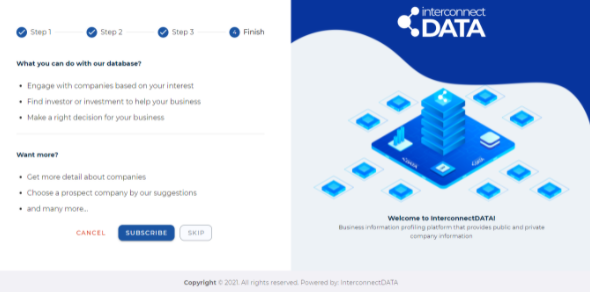 Step 1 Step 2 Step 3 4 Finish
What you can do with our database?
Engage with companies based on your interest
Find investor or investment to help your business
Make a right decision for your business
Want more?
Get more detail about companies
Choose a prospect company by our suggestions
and many more...
CANCEL SUBSCRIBE SKIP
interconnect
DATA
Welcome to InterconnectDATA!
Business information profiling platform that provides public and private
company information
Copyright © 2021. All rights reserved. Powered by: InterconnectDATA